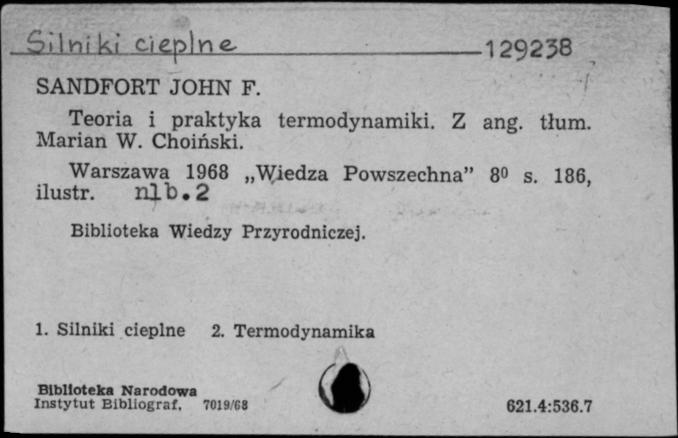 Silniki cieplne 129238
SANDFORT JOHN F.
Teoria i praktyka termodynamiki. Z ang. tłum.
Marian W. Choiński.
Warszawa 1968 „Wiedza Powszechna” 8⁰ s. 186,
ilustr. nlb.2
Biblioteka Wiedzy Przyrodniczej.
1. Silniki cieplne 2. Termodynamika
Biblioteka Narodowa
Instytut Bibliograf. 7019/68
621.4:536.7